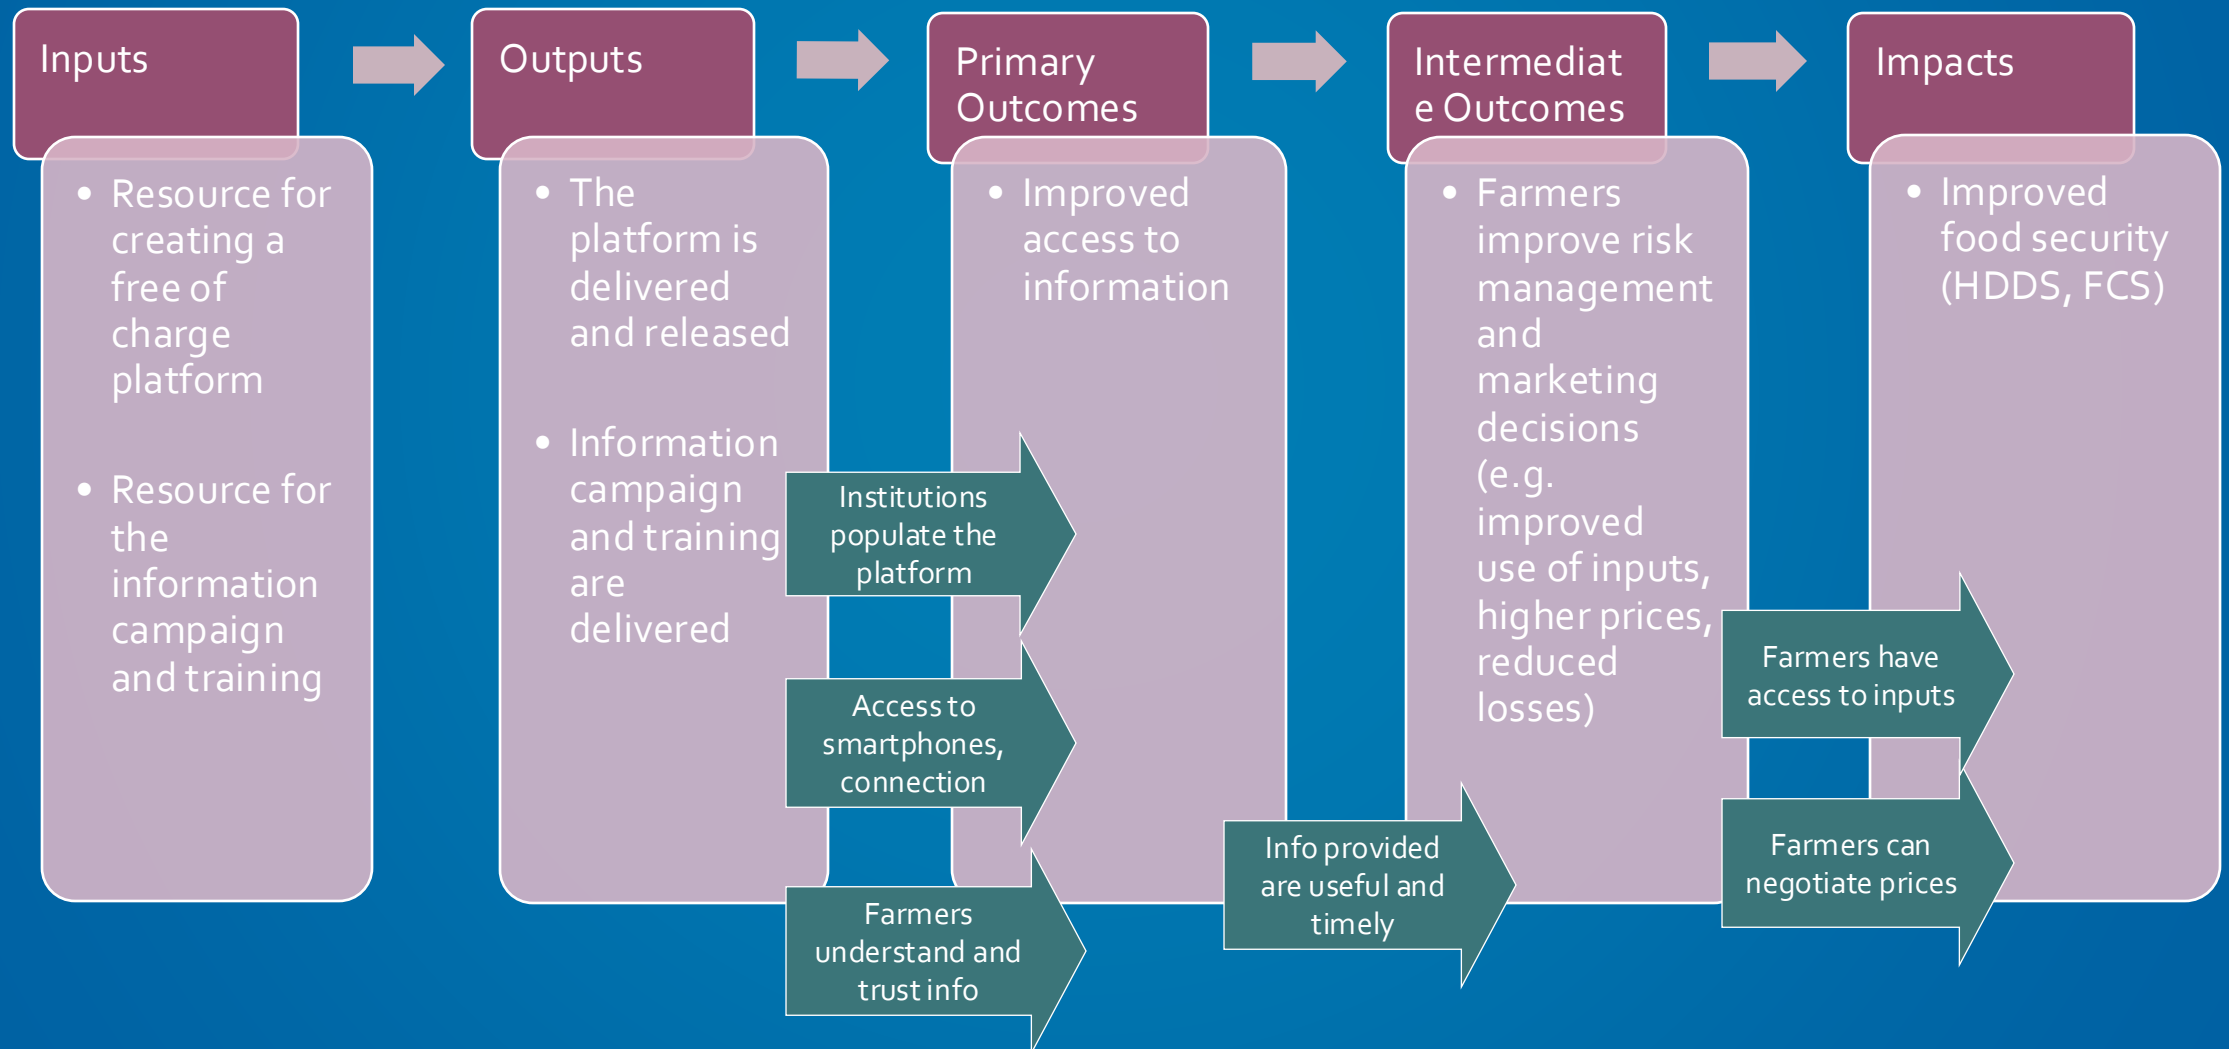 Inputs
• Resource for
creating a
free of
charge
platform
• Resource for
the
information
campaign
and training
Outputs
• The
platform is
delivered
and released
• Information
campaign
and training
are
delivered
Institutions
populate the
platform
Access to
smartphones,
connection
Farmers
understand and
trust info
Primary
Outcomes
• Improved
access to
information
Info provided
are useful and
timely
Intermediat
e Outcomes
• Farmers
improve risk
management
and
marketing
decisions
(e.g.
improved
use of inputs,
higher prices,
reduced
losses)
Farmers have
access to inputs
Farmers can
negotiate prices
Impacts
• Improved
food security
(HDDS, FCS)